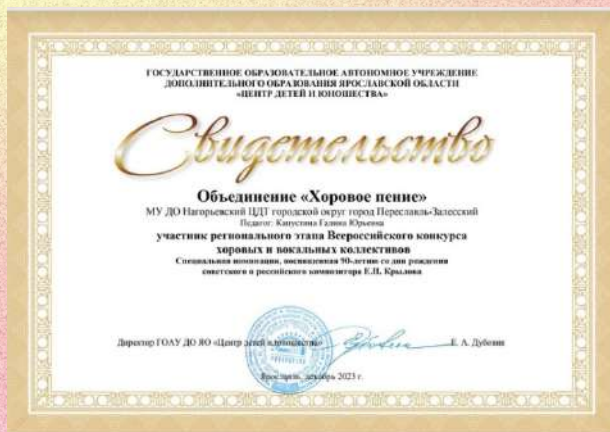 ГОСУДАРСТВЕННОЕ ОБРАЗОВАТЕЛЬНОЕ АВТОНОМНОЕ УЧРЕЖДЕНИЕ
ДОПОЛНИТЕЛЬНОГО ОБРАЗОВАНИЯ ЯРОСЛАВСКОЙ ОБЛАСТИ
«ЦЕНТР ДЕТЕЙ И ЮНОШЕСТВА»
Свидетельство
Объединение «Хоровое пение»
МУ ДО Нагорьевский ЦДТ городской округ город Переславль-Залесский
Педагог: Капустина Галина Юрьевна
участник регионального этапа Всероссийского конкурса
хоровых и вокальных коллективов
Специальная номинация, посвященная 90-летию со дня рождения
советского и российского композитора Е.П. Крылова
Директор ГОАУ ДО ЯО «Центр детей и юношества» Е. А. Дубовик
Ярославль, декабрь 2023 г.